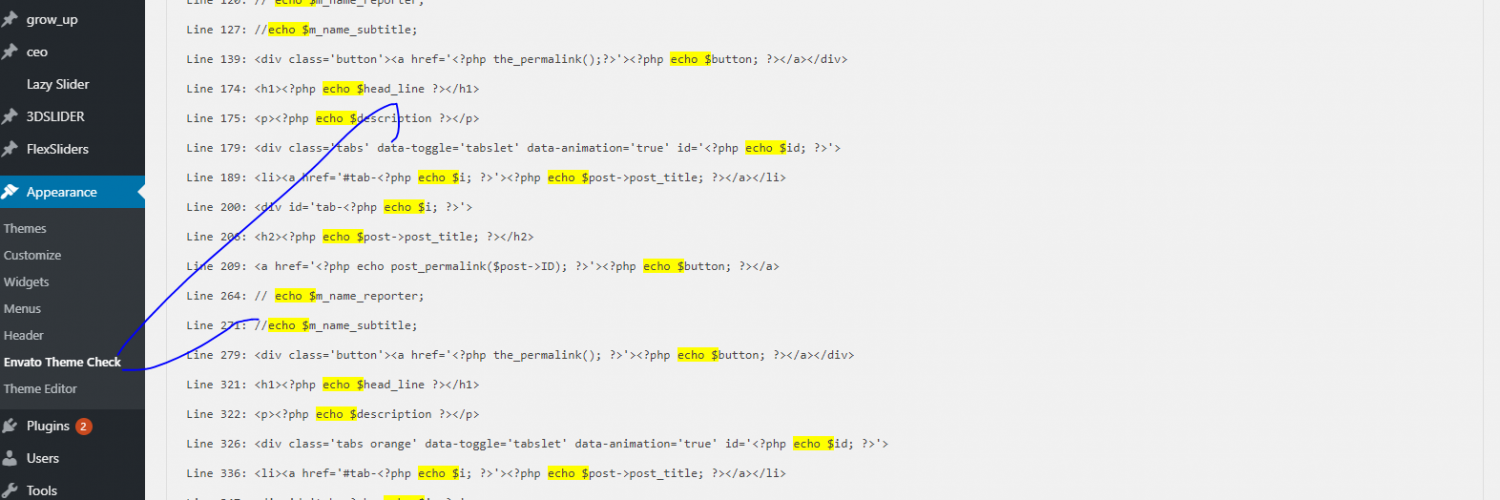 grow_up
ceo
Lazy Slider
3DSLIDER
FlexSliders
Appearance
Themes
Customize
Widgets
Menus
Header
Envato Theme Check
Theme Editor
Plugins 2
Users
Tools
Line 120: // echo $m_name_reporter;
Line 127: //echo $m_name_subtitle;
Line 139: <div class='button'><a href='<?php the_permalink();?>'><?php echo $button; ?></a></div>
Line 174: <h1><?php echo $head_line ?></h1>
Line 175: <p><?php echo $description ?></p>
Line 179: <div class='tabs' data-toggle='tabslet' data-animation='true' id='<?php echo $id; ?>'>
Line 189: <li><a href='#tab-<?php echo $i; ?>'><?php echo $post->post_title; ?></a></li>
Line 200: <div id='tab-<?php echo $i; ?>'>
Line 206: <h2><?php echo $post->post_title; ?></h2>
Line 209: <a href='<?php echo post_permalink($post->ID); ?>'><?php echo $button; ?></a>
Line 264: // echo $m_name_reporter;
Line 271: //echo $m_name_subtitle;
Line 279: <div class='button'><a href='<?php the_permalink(); ?>'><?php echo $button; ?></a></div>
Line 321: <h1><?php echo $head_line ?></h1>
Line 322: <p><?php echo $description ?></p>
Line 326: <div class='tabs orange' data-toggle='tabslet' data-animation='true' id='<?php echo $id; ?>'>
Line 336: <li><a href='#tab-<?php echo $i; ?>'><?php echo $post->post_title; ?></a></li>